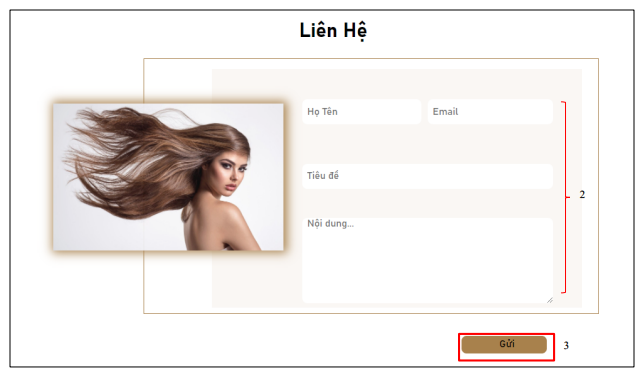 Liên Hệ
Họ Tên
Email
Tiêu đề
2
Nội dung...
Gửi
3